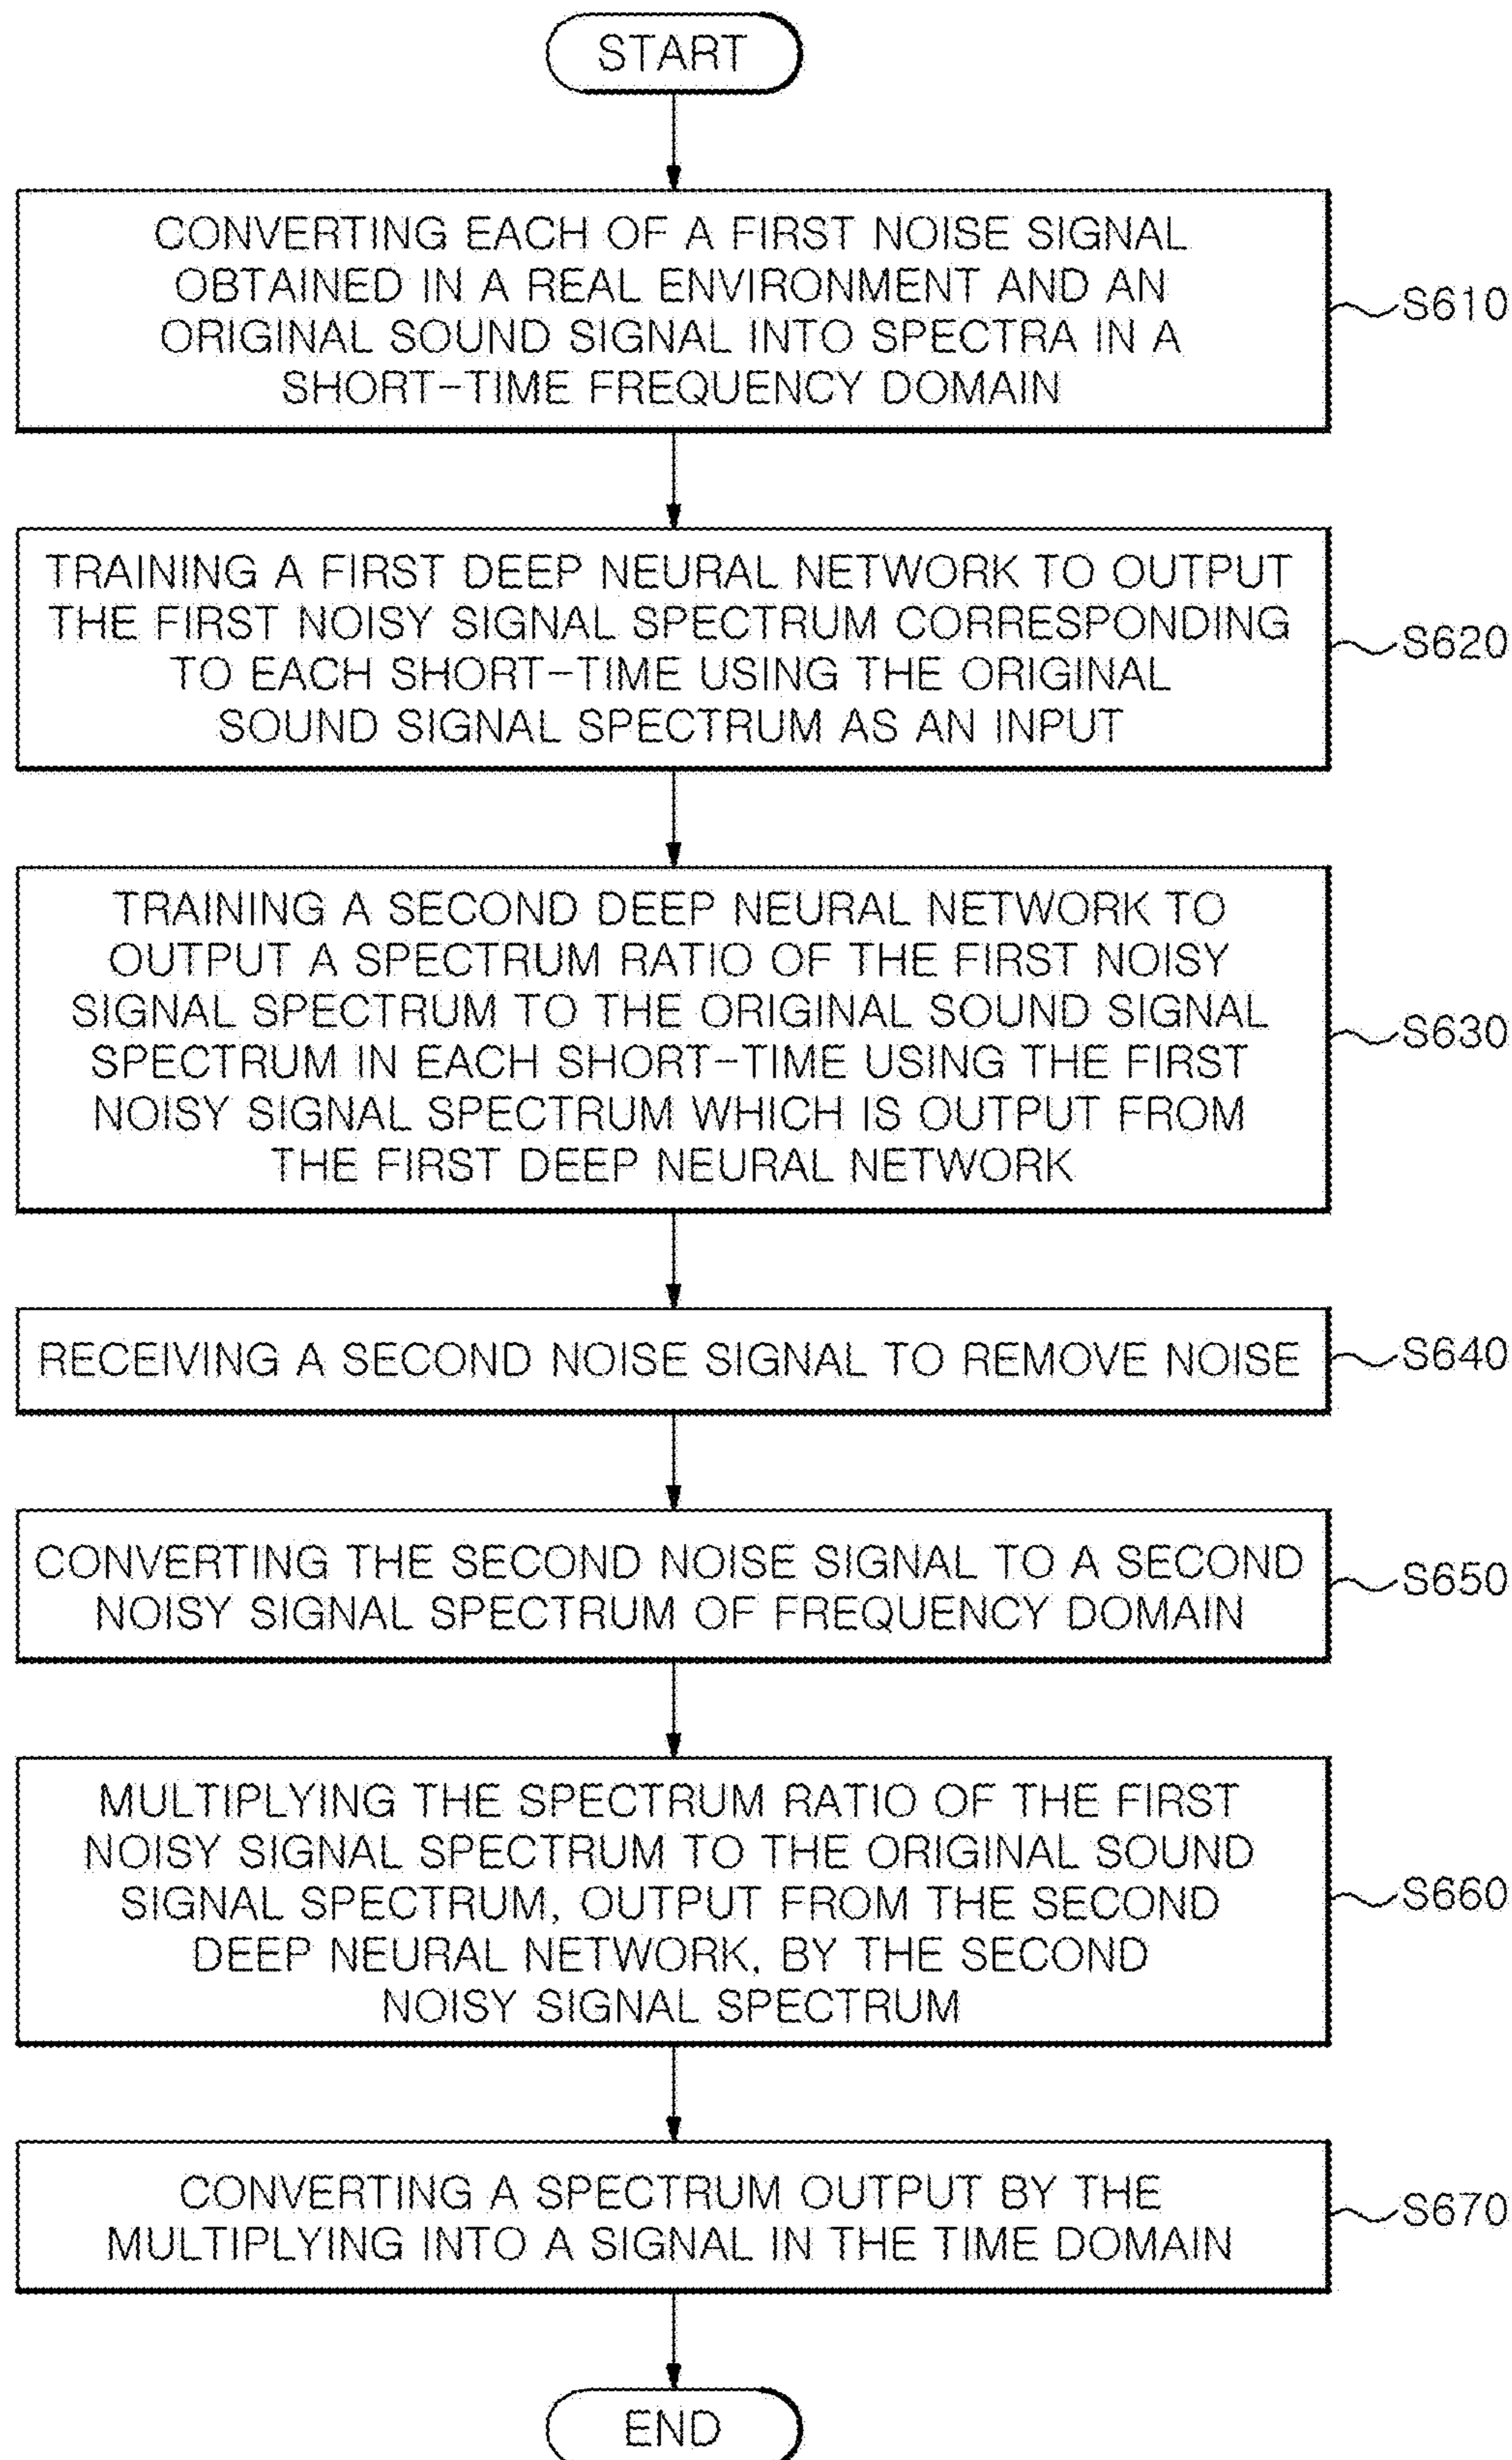 START
CONVERTING EACH OF A FIRST NOISE SIGNAL
OBTAINED IN A REAL ENVIRONMENT AND AN
ORIGINAL SOUND SIGNAL INTO SPECTRA IN A
SHORT-TIME FREQUENCY DOMAIN
S610
TRAINING A FIRST DEEP NEURAL NETWORK TO OUTPUT
THE FIRST NOISY SIGNAL SPECTRUM CORRESPONDING
TO EACH SHORT-TIME USING THE ORIGINAL
SOUND SIGNAL SPECTRUM AS AN INPUT
S620
TRAINING A SECOND DEEP NEURAL NETWORK TO
OUTPUT A SPECTRUM RATIO OF THE FIRST NOISY
SIGNAL SPECTRUM TO THE ORIGINAL SOUND SIGNAL
SPECTRUM IN EACH SHORT-TIME USING THE FIRST
NOISY SIGNAL SPECTRUM WHICH IS OUTPUT FROM
THE FIRST DEEP NEURAL NETWORK
S630
RECEIVING A SECOND NOISE SIGNAL TO REMOVE NOISE
S640
CONVERTING THE SECOND NOISE SIGNAL TO A SECOND
NOISY SIGNAL SPECTRUM OF FREQUENCY DOMAIN
S650
MULTIPLYING THE SPECTRUM RATIO OF THE FIRST
NOISY SIGNAL SPECTRUM TO THE ORIGINAL SOUND
SIGNAL SPECTRUM, OUTPUT FROM THE SECOND
DEEP NEURAL NETWORK, BY THE SECOND
NOISY SIGNAL SPECTRUM
S660
CONVERTING A SPECTRUM OUTPUT BY THE
MULTIPLYING INTO A SIGNAL IN THE TIME DOMAIN
S670
END